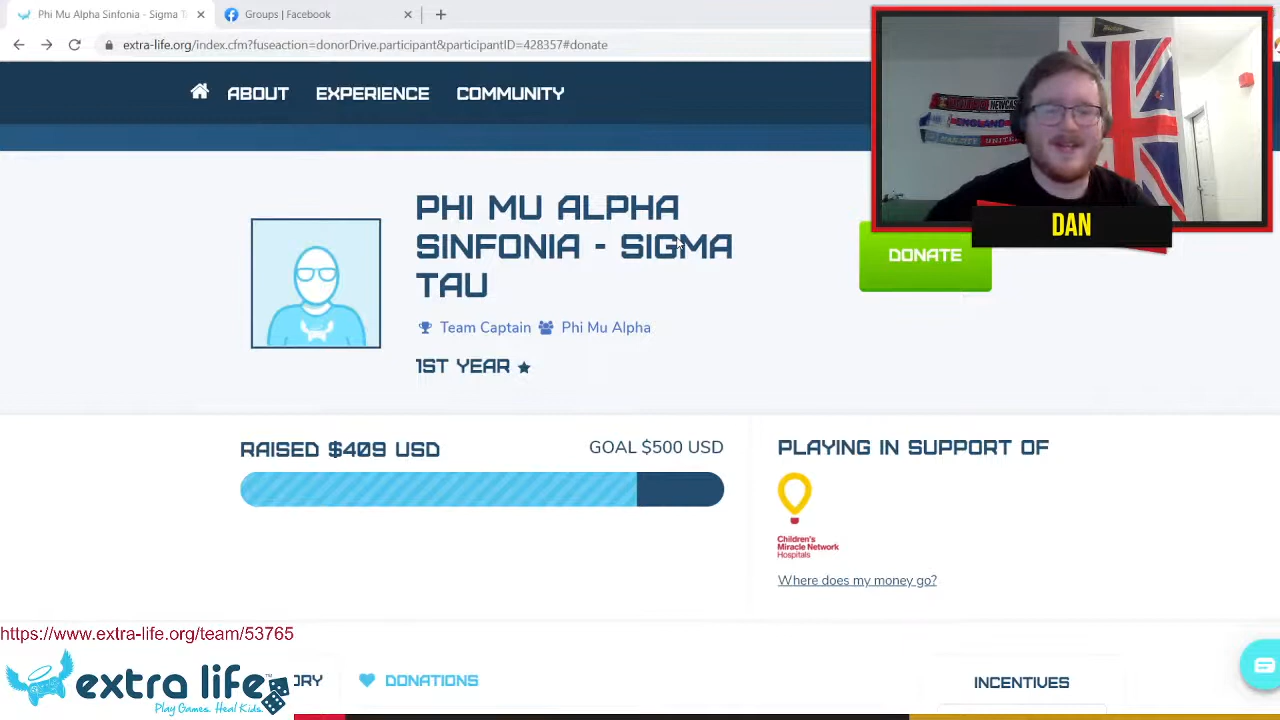 Phi Mu Alpha Sinfonia - Sigma T
Groups | Facebook
extra-life.org/index.cfm?fuseaction=donorDrive.participant&participantID=428357#donate
ABOUT EXPERIENCE COMMUNITY
ENGLAND
DAN
PHI MU ALPHA
SINFONIA - SIGMA
TAU
DONATE
Team Captain Phi Mu Alpha
1ST YEAR
RAISED $409 USD
GOAL $500 USD
PLAYING IN SUPPORT OF
Children's
Miracle Network
Hospitals
Where does my money go?
https://www.extra-life.org/team/53765
extra life
Play Games. Heal Kids.
ORY
DONATIONS
INCENTIVES